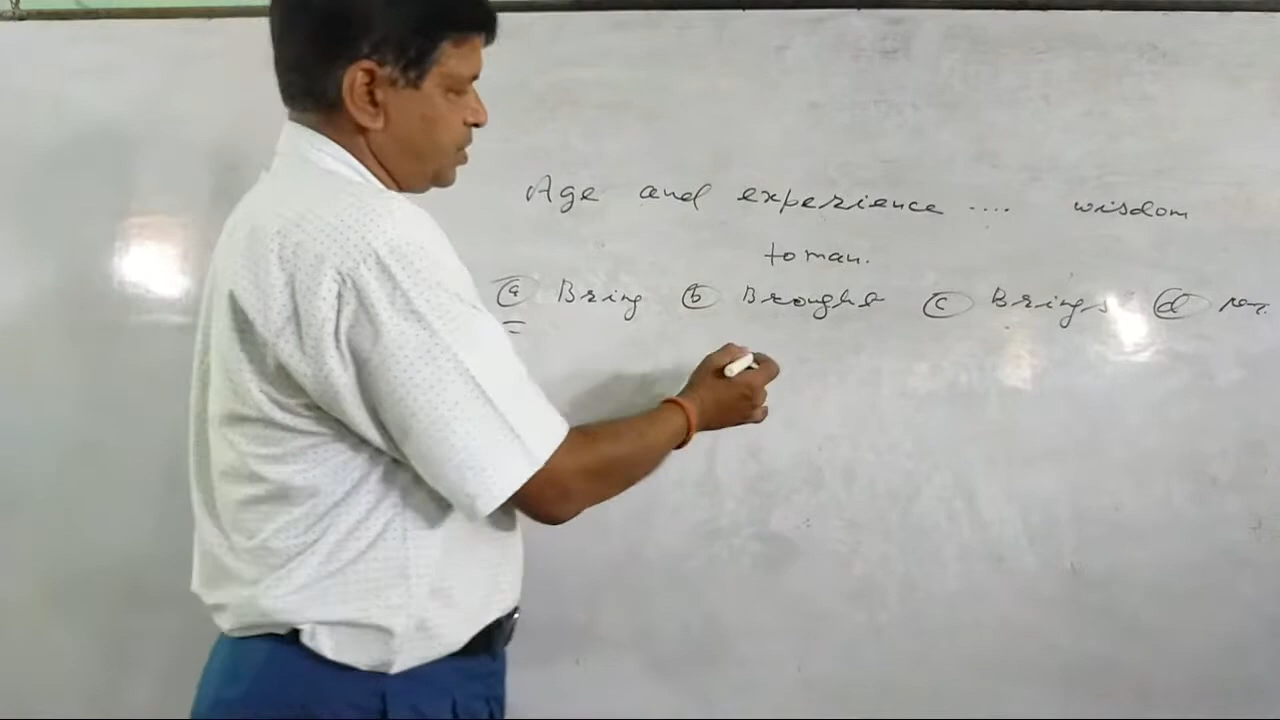 Age and experience .... wisdom
to man.
(a) Bring (b) Brought (c) Brings (d)